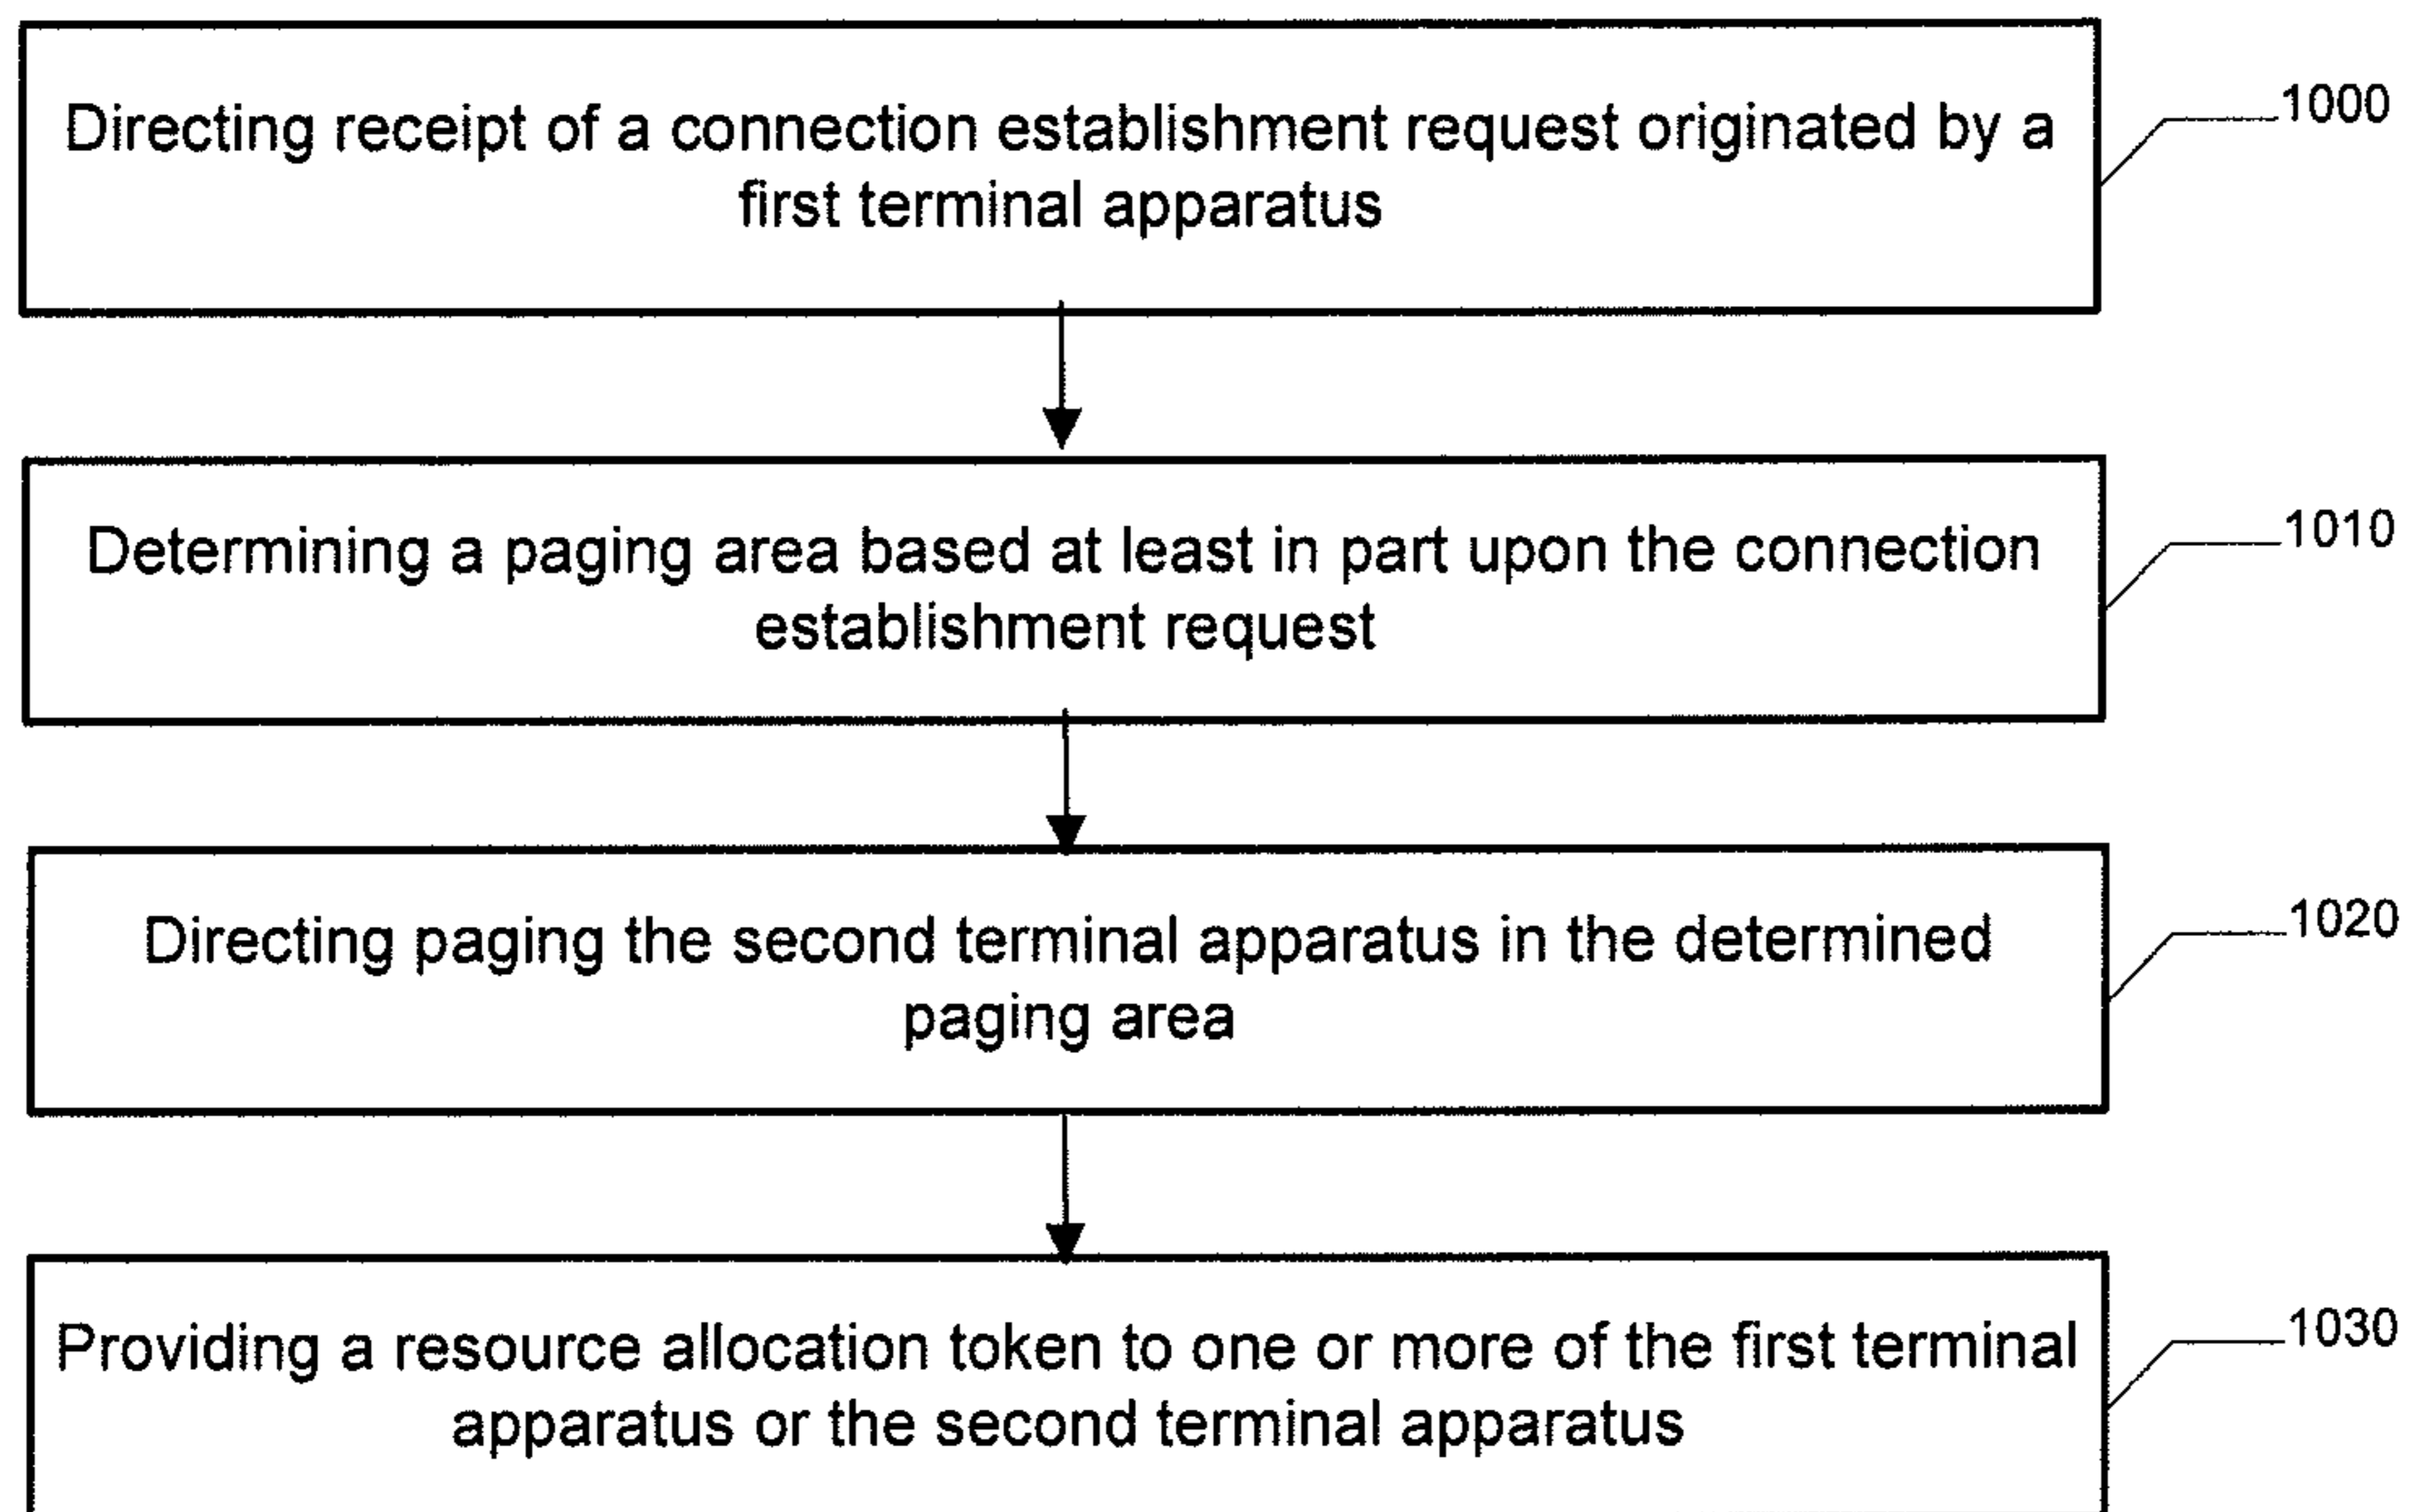 Directing receipt of a connection establishment request originated by a
first terminal apparatus
1000
Determining a paging area based at least in part upon the connection
establishment request
1010
Directing paging the second terminal apparatus in the determined
paging area
1020
Providing a resource allocation token to one or more of the first terminal
apparatus or the second terminal apparatus
1030